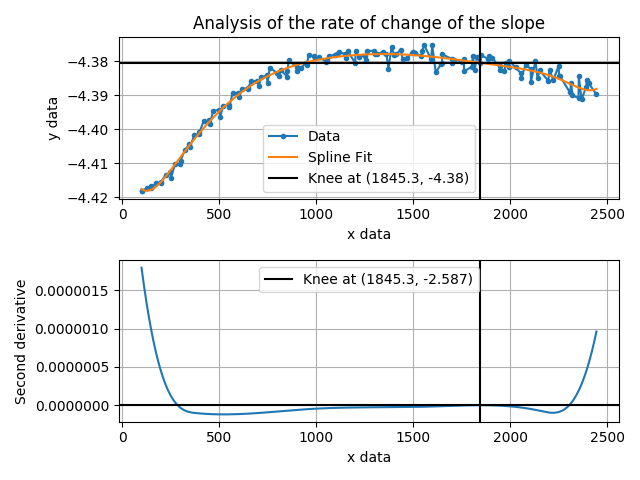 Analysis of the rate of change of the slope
−4.38
−4.39
−4.40
−4.41
−4.42
y data
Data
Spline Fit
Knee at (1845.3, -4.38)
0
500
1000
1500
2000
2500
x data
Knee at (1845.3, -2.587)
0.0000015
0.0000010
0.0000005
0.0000000
Second derivative
0
500
1000
1500
2000
2500
x data